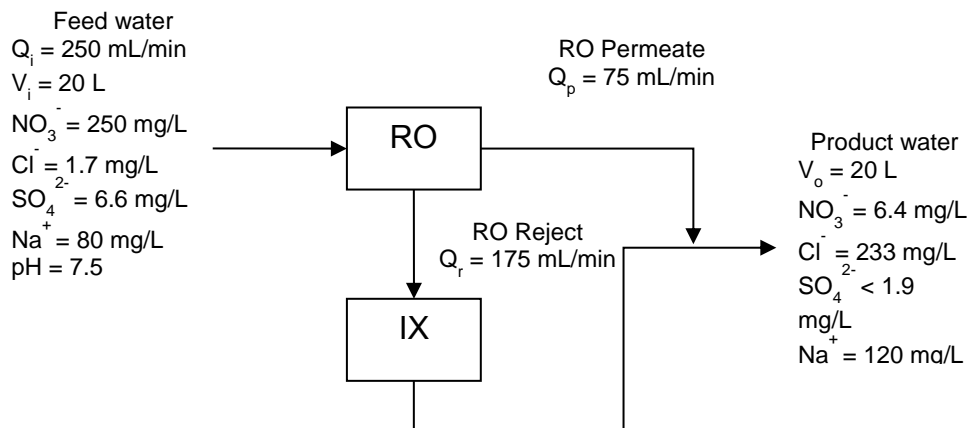 Feed water
Qᵢ = 250 mL/min
Vᵢ = 20 L
NO₃⁻ = 250 mg/L
Cl⁻ = 1.7 mg/L
SO₄²⁻ = 6.6 mg/L
Na⁺ = 80 mg/L
pH = 7.5
RO Permeate
Qₚ = 75 mL/min
RO
RO Reject
Qᵣ = 175 mL/min
IX
Product water
Vₒ = 20 L
NO₃⁻ = 6.4 mg/L
Cl⁻ = 233 mg/L
SO₄²⁻ < 1.9
mg/L
Na⁺ = 120 mg/L